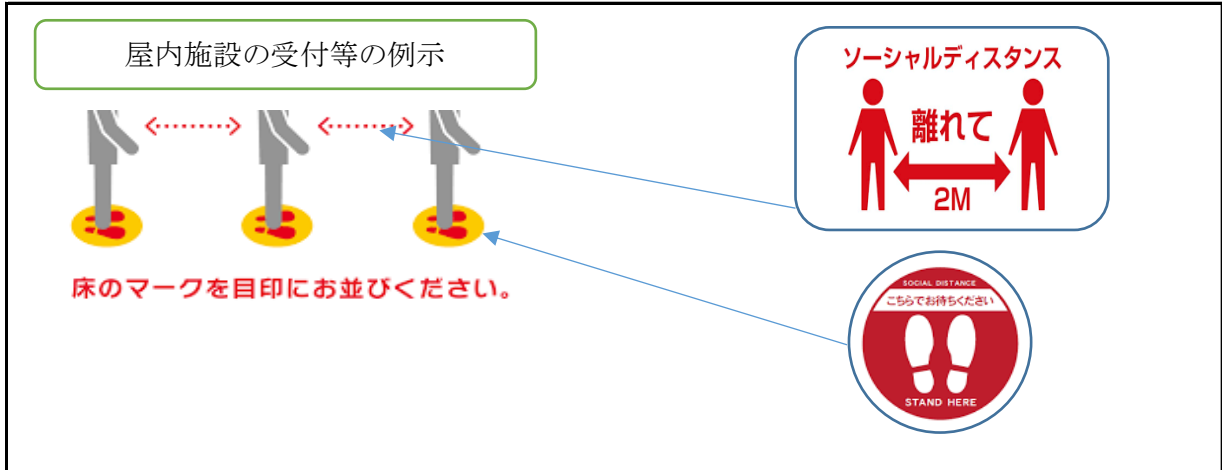 屋内施設の受付等の例示
ソーシャルディスタンス
離れて
2M
床のマークを目印にお並びください。
SOCIAL DISTANCE
こちらでお待ちください
STAND HERE